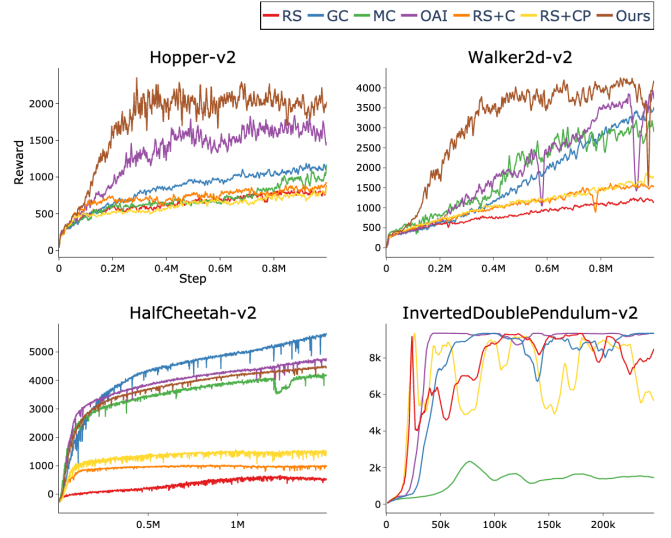 RS GC MC OAI RS+C RS+CP Ours
Hopper-v2
Walker2d-v2
Reward
2000
1500
1000
500
0
0 0.2M 0.4M 0.6M 0.8M
Step
4000
3500
3000
2500
2000
1500
1000
500
0
0 0.2M 0.4M 0.6M 0.8M
HalfCheetah-v2
InvertedDoublePendulum-v2
5000
4000
3000
2000
1000
0
0.5M 1M
8k
6k
4k
2k
0
0 50k 100k 150k 200k